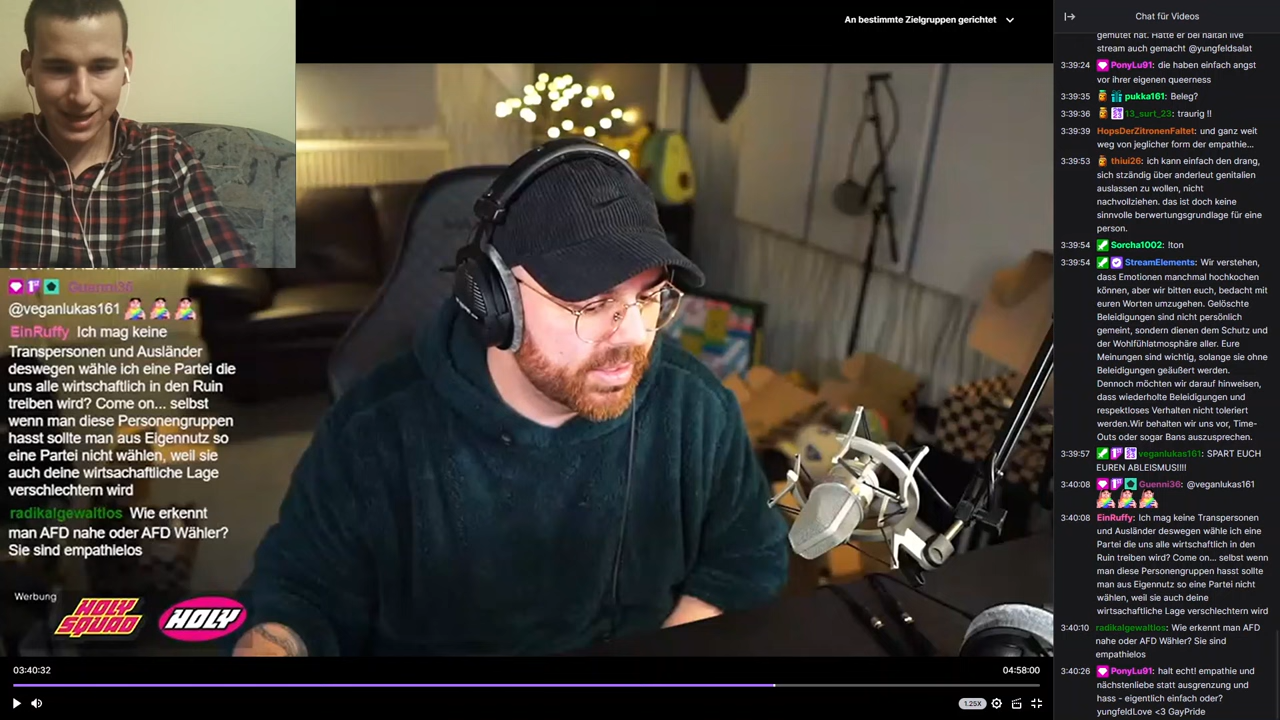 An bestimmte Zielgruppen gerichtet
@veganlukas161
EinRuffy Ich mag keine
Transpersonen und Ausländer
deswegen wähle ich eine Partei die
uns alle wirtschaftlich in den Ruin
treiben wird? Come on... selbst
wenn man diese Personengruppen
hasst sollte man aus Eigennutz so
eine Partei nicht wählen, weil sie
auch deine wirtsachaftliche Lage
verschlechtern wird
radikalgewaltlos Wie erkennt
man AFD nahe oder AFD Wähler?
Sie sind empathielos
Werbung
HOLY
SQUAD
HOLY
03:40:32
04:58:00
1.25X
Chat für Videos
gemutet hat. Hatte er bei haltan live
stream auch gemacht @yungfeldsalat
3:39:24 PonyLu91: die haben einfach angst
vor ihrer eigenen queerness
3:39:35 pukka161: Beleg?
3:39:36 13_surt_23: traurig !!
3:39:39 HopsDerZitronenFaltet: und ganz weit
weg von jeglicher form der empathie...
3:39:53 thiui26: ich kann einfach den drang,
sich stzändig über anderleut genitalien
auslassen zu wollen, nicht
nachvollziehen. das ist doch keine
sinnvolle berwertungsgrundlage für eine
person.
3:39:54 Sorcha1002: !ton
3:39:54 StreamElements: Wir verstehen,
dass Emotionen manchmal hochkochen
können, aber wir bitten euch, bedacht mit
euren Worten umzugehen. Gelöschte
Beleidigungen sind nicht persönlich
gemeint, sondern dienen dem Schutz und
der Wohlfühlatmosphäre aller. Eure
Meinungen sind wichtig, solange sie ohne
Beleidigungen geäußert werden.
Dennoch möchten wir darauf hinweisen,
dass wiederholte Beleidigungen und
respektloses Verhalten nicht toleriert
werden.Wir behalten wir uns vor, Time-
Outs oder sogar Bans auszusprechen.
3:39:57 veganlukas161: SPART EUCH
EUREN ABLEISMUS!!!!
3:40:08 Guenni36: @veganlukas161
3:40:08 EinRuffy: Ich mag keine Transpersonen
und Ausländer deswegen wähle ich eine
Partei die uns alle wirtschaftlich in den
Ruin treiben wird? Come on... selbst wenn
man diese Personengruppen hasst sollte
man aus Eigennutz so eine Partei nicht
wählen, weil sie auch deine
wirtsachaftliche Lage verschlechtern wird
3:40:10 radikalgewaltlos: Wie erkennt man AFD
nahe oder AFD Wähler? Sie sind
empathielos
3:40:26 PonyLu91: halt echt! empathie und
nächstenliebe statt ausgrenzung und
hass - eigentlich einfach oder?
yungfeldLove <3 GayPride